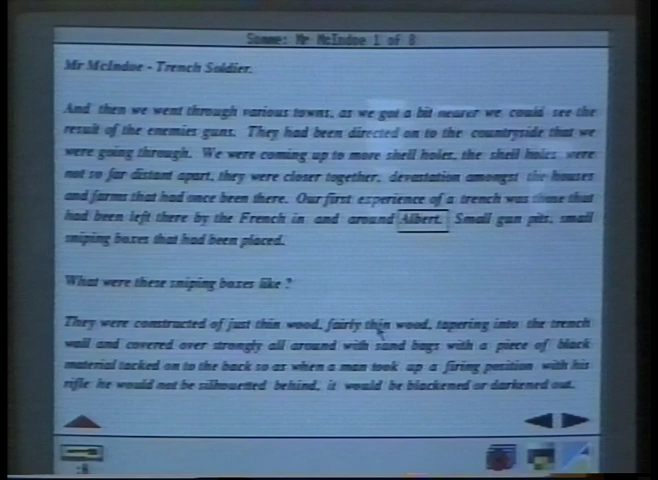 Somme: Mr McIndoe 1 of 8
Mr McIndoe - Trench Soldier.
And then we went through various towns, as we got a bit nearer we could see the
result of the enemies guns. They had been directed on to the countryside that we
were going through. We were coming up to more shell holes, the shell holes were
not so far distant apart, they were closer together, devastation amongst the houses
and farms that had once been there. Our first experience of a trench was those that
had been left there by the French in and around Albert. Small gun pits, small
sniping boxes that had been placed.
What were these sniping boxes like ?
They were constructed of just thin wood, fairly thin wood, tapering into the trench
wall and covered over strongly all around with sand bags with a piece of black
material tacked on to the back so as when a man took up a firing position with his
rifle he would not be silhouetted behind, it would be blackened or darkened out.